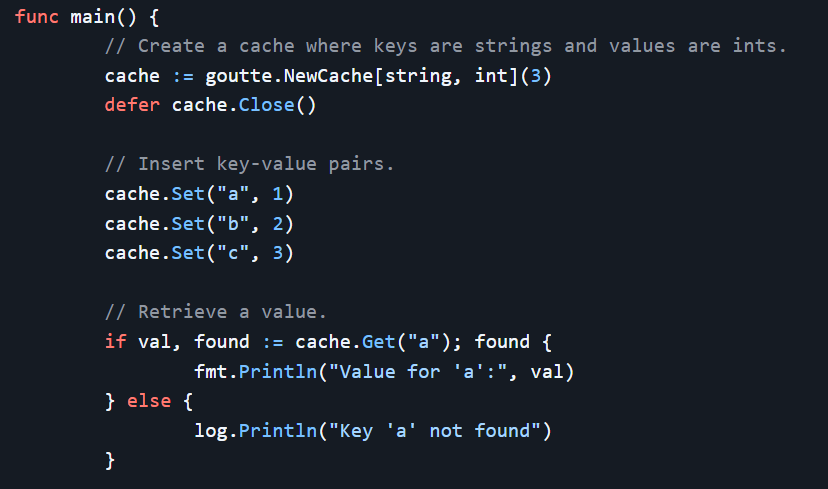 func main() {
// Create a cache where keys are strings and values are ints.
cache := goutte.NewCache[string, int](3)
defer cache.Close()
// Insert key-value pairs.
cache.Set("a", 1)
cache.Set("b", 2)
cache.Set("c", 3)
// Retrieve a value.
if val, found := cache.Get("a"); found {
fmt.Println("Value for 'a':", val)
} else {
log.Println("Key 'a' not found")
}